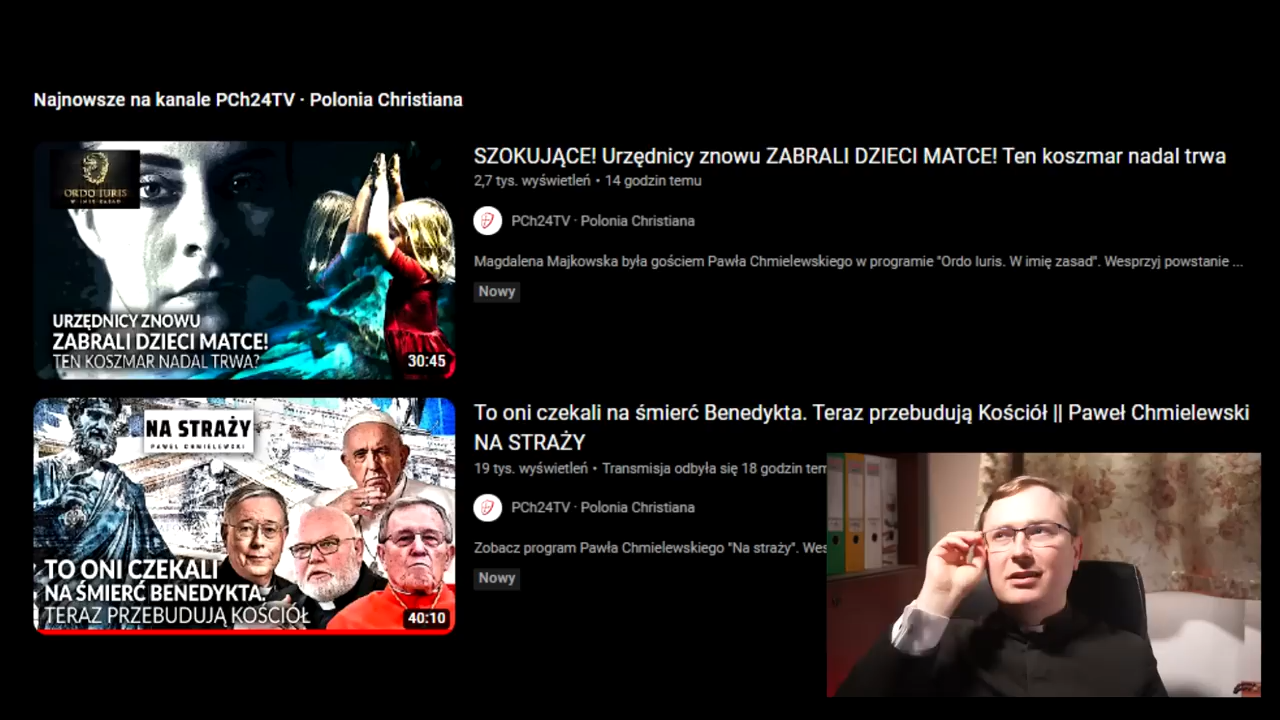 Najnowsze na kanale PCh24TV · Polonia Christiana
ORDO IURIS
W IMIĘ ZASAD
URZĘDNICY ZNOWU
ZABRALI DZIECI MATCE!
TEN KOSZMAR NADAL TRWA?
30:45
SZOKUJĄCE! Urzędnicy znowu ZABRALI DZIECI MATCE! Ten koszmar nadal trwa
2,7 tys. wyświetleń • 14 godzin temu
PCh24TV · Polonia Christiana
Magdalena Majkowska była gościem Pawła Chmielewskiego w programie "Ordo Iuris. W imię zasad". Wesprzyj powstanie ...
Nowy
NA STRAŻY
PAWEŁ CHMIELEWSKI
TO ONI CZEKALI
NA ŚMIERĆ BENEDYKTA.
TERAZ PRZEBUDUJĄ KOŚCIÓŁ
40:10
To oni czekali na śmierć Benedykta. Teraz przebudują Kościół || Paweł Chmielewski
NA STRAŻY
19 tys. wyświetleń • Transmisja odbyła się 18 godzin tem
PCh24TV · Polonia Christiana
Zobacz program Pawła Chmielewskiego "Na straży". Wes
Nowy